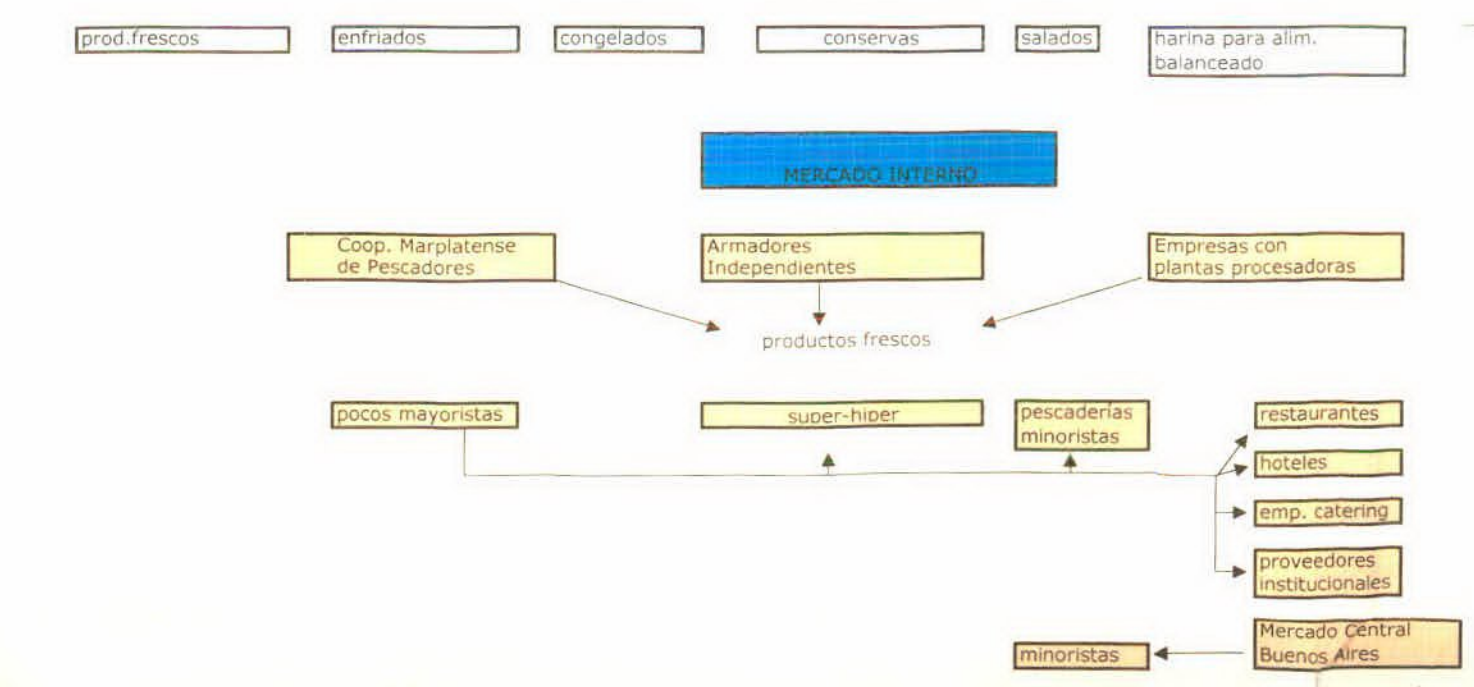 prod.frescos
enfriados
congelados
conservas
salados
harina para alim.
balanceado
MERCADO INTERNO
Coop. Marplatense
de Pescadores
Armadores
Independientes
Empresas con
plantas procesadoras
productos frescos
pocos mayoristas
super-hiper
pescaderías
minoristas
restaurantes
hoteles
emp. catering
proveedores
institucionales
Mercado Central
Buenos Aires
minoristas